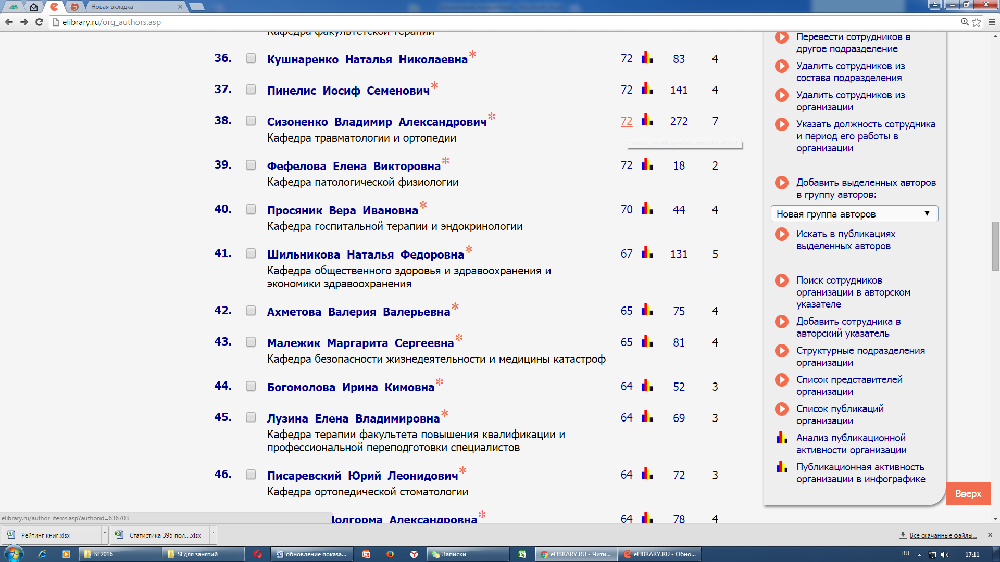 Новая вкладка
elibrary.ru/org_authors.asp
Кафедра факультетской терапии
36. Кушнаренко Наталья Николаевна* 72 83 4
37. Пинелис Иосиф Семенович* 72 141 4
38. Сизоненко Владимир Александрович* 72 272 7
Кафедра травматологии и ортопедии
39. Фефелова Елена Викторовна* 72 18 2
Кафедра патологической физиологии
40. Просяник Вера Ивановна* 70 44 4
Кафедра госпитальной терапии и эндокринологии
41. Шильникова Наталья Федоровна* 67 131 5
Кафедра общественного здоровья и здравоохранения и
экономики здравоохранения
42. Ахметова Валерия Валерьевна* 65 75 4
43. Малежик Маргарита Сергеевна* 65 81 4
Кафедра безопасности жизнедеятельности и медицины катастроф
44. Богомолова Ирина Кимовна* 64 52 3
45. Лузина Елена Владимировна* 64 69 3
Кафедра терапии факультета повышения квалификации и
профессиональной переподготовки специалистов
46. Писаревский Юрий Леонидович* 64 72 3
Кафедра ортопедической стоматологии
Долгорма Александровна* 64 78 4
Перевести сотрудников в
другое подразделение
Удалить сотрудников из
состава подразделения
Удалить сотрудников из
организации
Указать должность сотрудника
и период его работы в
организации
Добавить выделенных авторов
в группу авторов:
Новая группа авторов
Искать в публикациях
выделенных авторов
Поиск сотрудников
организации в авторском
указателе
Добавить сотрудника в
авторский указатель
Структурные подразделения
организации
Список представителей
организации
Список публикаций
организации
Анализ публикационной
активности организации
Публикационная активность
организации в инфографике
Вверх
elibrary.ru/author_items.asp?authorid=636703
Рейтинг книг.xlsx
Статистика 395 пол....xlsx
Все скачанные файлы...
SI 2016
SI для занятий
обновление показа...
Записки
eLIBRARY.RU - Чити...
eLIBRARY.RU - Обно...
RU
17:11